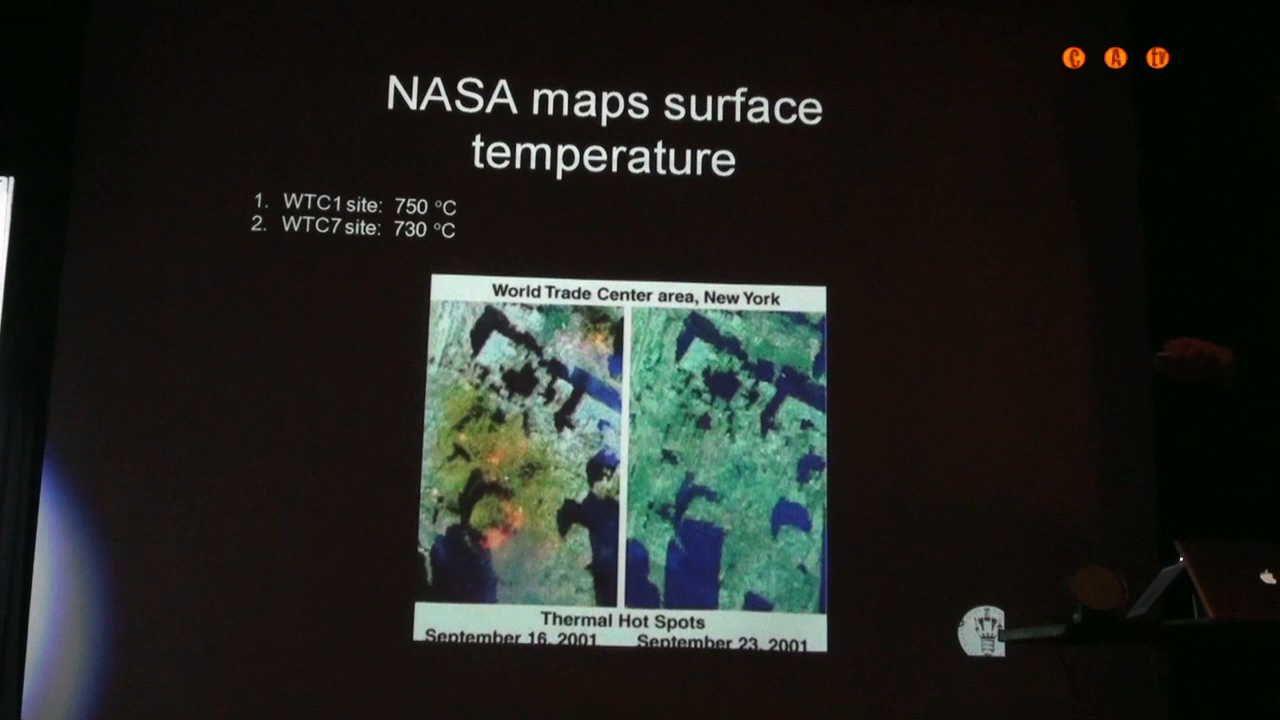 C A tv
NASA maps surface
temperature
1. WTC1 site: 750 °C
2. WTC7 site: 730 °C
World Trade Center area, New York
Thermal Hot Spots
September 16, 2001 September 23, 2001